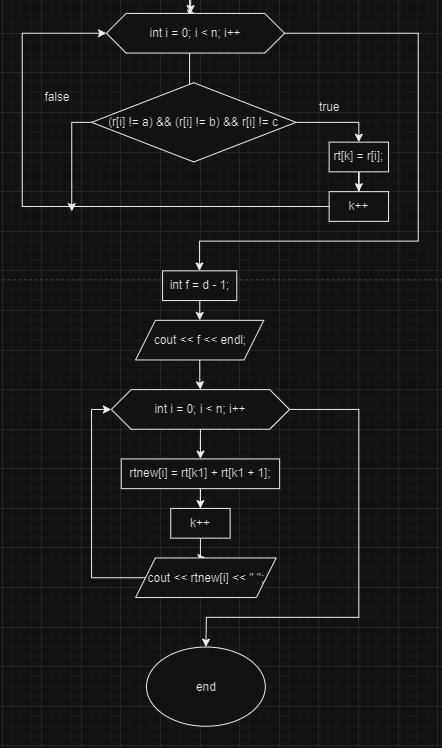 int i = 0; i < n; i++
false
(r[i] != a) && (r[i] != b) && r[i] != c
true
rt[k] = r[i];
k++
int f = d - 1;
cout << f << endl;
int i = 0; i < n; i++
rtnew[i] = rt[k1] + rt[k1 + 1];
k++
cout << rtnew[i] << " ";
end